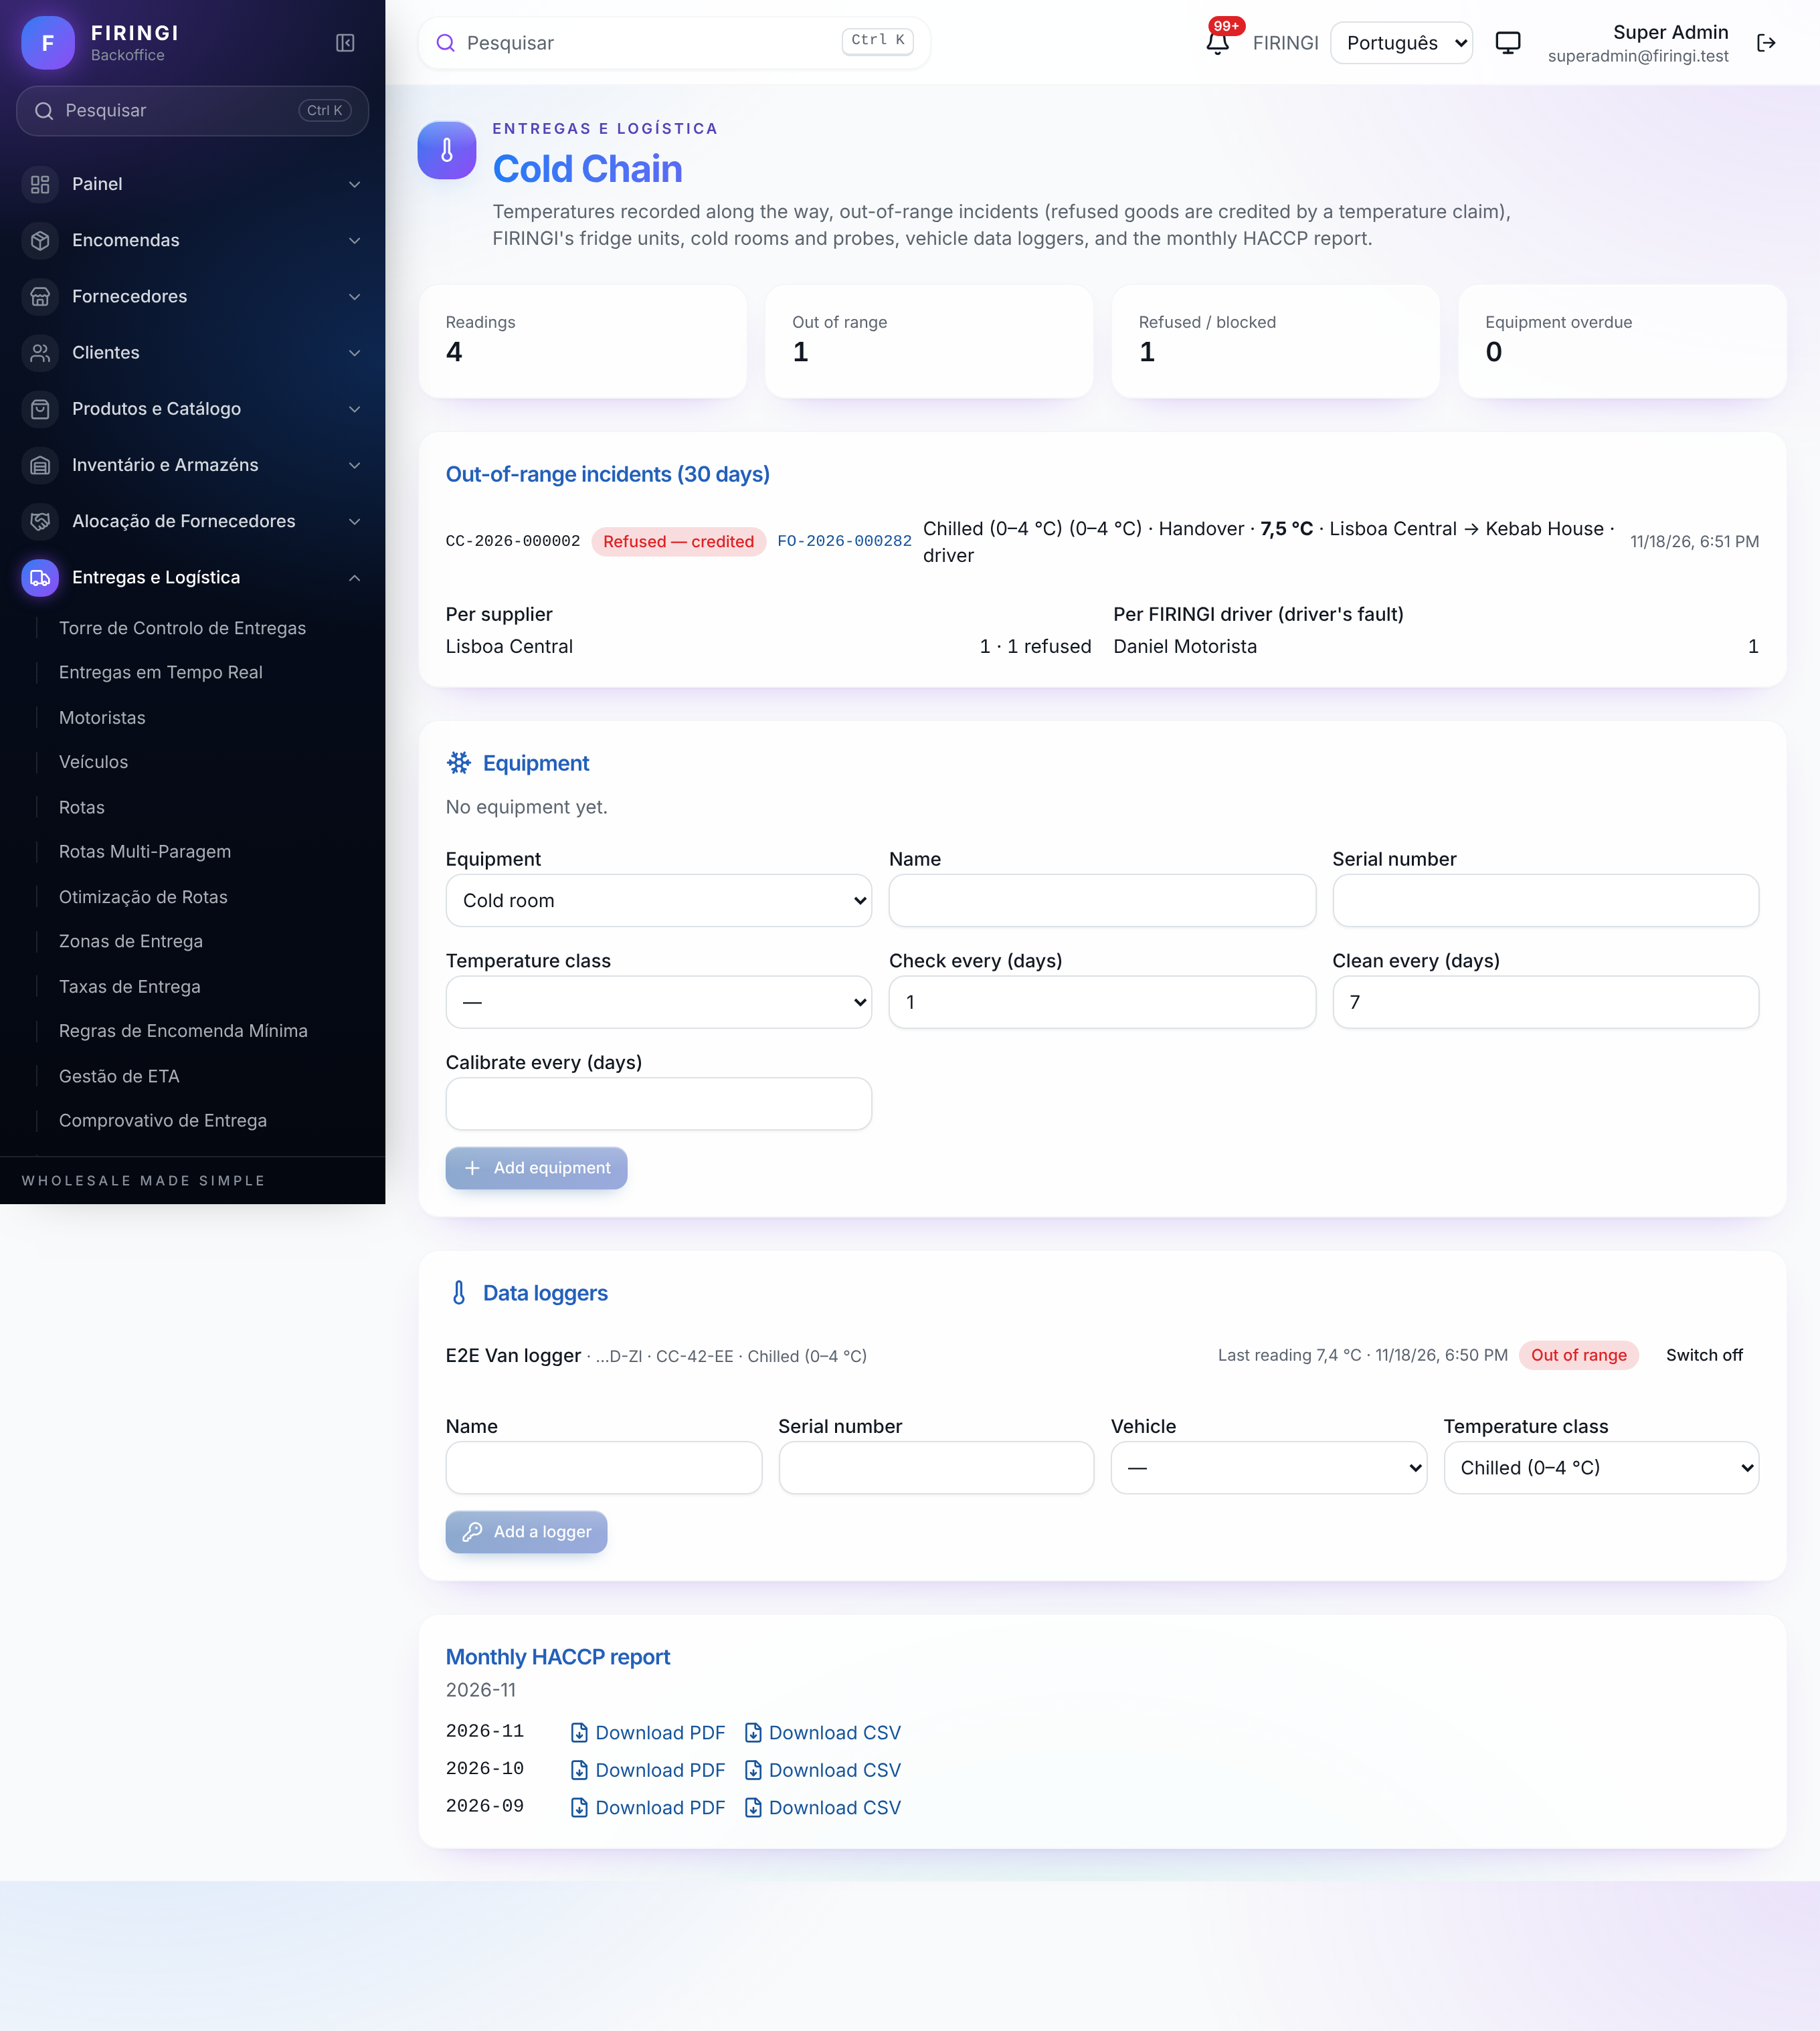 F
FIRINGI
Backoffice
Pesquisar
Ctrl K
Painel
Encomendas
Fornecedores
Clientes
Produtos e Catálogo
Inventário e Armazéns
Alocação de Fornecedores
Entregas e Logística
Torre de Controlo de Entregas
Entregas em Tempo Real
Motoristas
Veículos
Rotas
Rotas Multi-Paragem
Otimização de Rotas
Zonas de Entrega
Taxas de Entrega
Regras de Encomenda Mínima
Gestão de ETA
Comprovativo de Entrega
WHOLESALE MADE SIMPLE
Pesquisar
Ctrl K
99+
FIRINGI
Português
Super Admin
superadmin@firingi.test
ENTREGAS E LOGÍSTICA
Cold Chain
Temperatures recorded along the way, out-of-range incidents (refused goods are credited by a temperature claim),
FIRINGI's fridge units, cold rooms and probes, vehicle data loggers, and the monthly HACCP report.
Readings
4
Out of range
1
Refused / blocked
1
Equipment overdue
0
Out-of-range incidents (30 days)
CC-2026-000002 Refused — credited FO-2026-000282 Chilled (0–4 °C) (0–4 °C) · Handover · 7,5 °C · Lisboa Central → Kebab House ·
driver
11/18/26, 6:51 PM
Per supplier
Lisboa Central 1 · 1 refused
Per FIRINGI driver (driver's fault)
Daniel Motorista 1
Equipment
No equipment yet.
Equipment
Cold room
Name
Serial number
Temperature class
—
Check every (days)
1
Clean every (days)
7
Calibrate every (days)
Add equipment
Data loggers
E2E Van logger · …D-ZI · CC-42-EE · Chilled (0–4 °C) Last reading 7,4 °C · 11/18/26, 6:50 PM Out of range Switch off
Name
Serial number
Vehicle
—
Temperature class
Chilled (0–4 °C)
Add a logger
Monthly HACCP report
2026-11
2026-11 Download PDF Download CSV
2026-10 Download PDF Download CSV
2026-09 Download PDF Download CSV